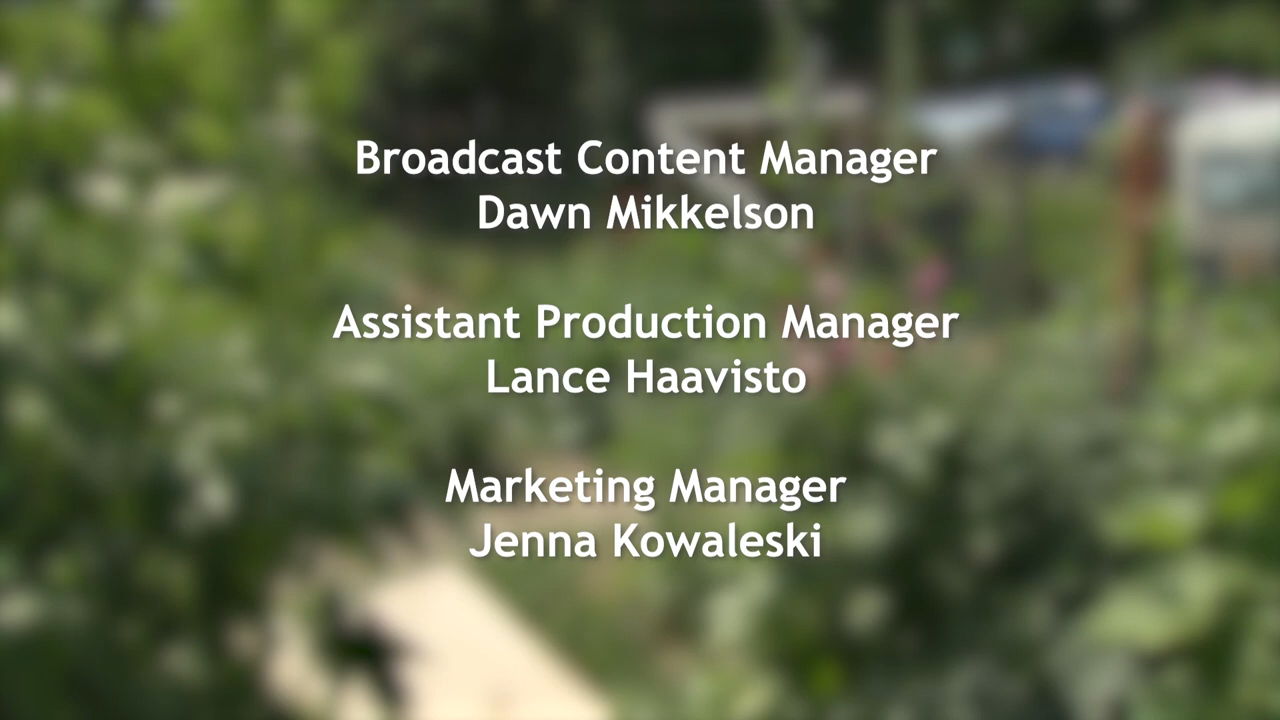 Broadcast Content Manager
Dawn Mikkelson
Assistant Production Manager
Lance Haavisto
Marketing Manager
Jenna Kowaleski